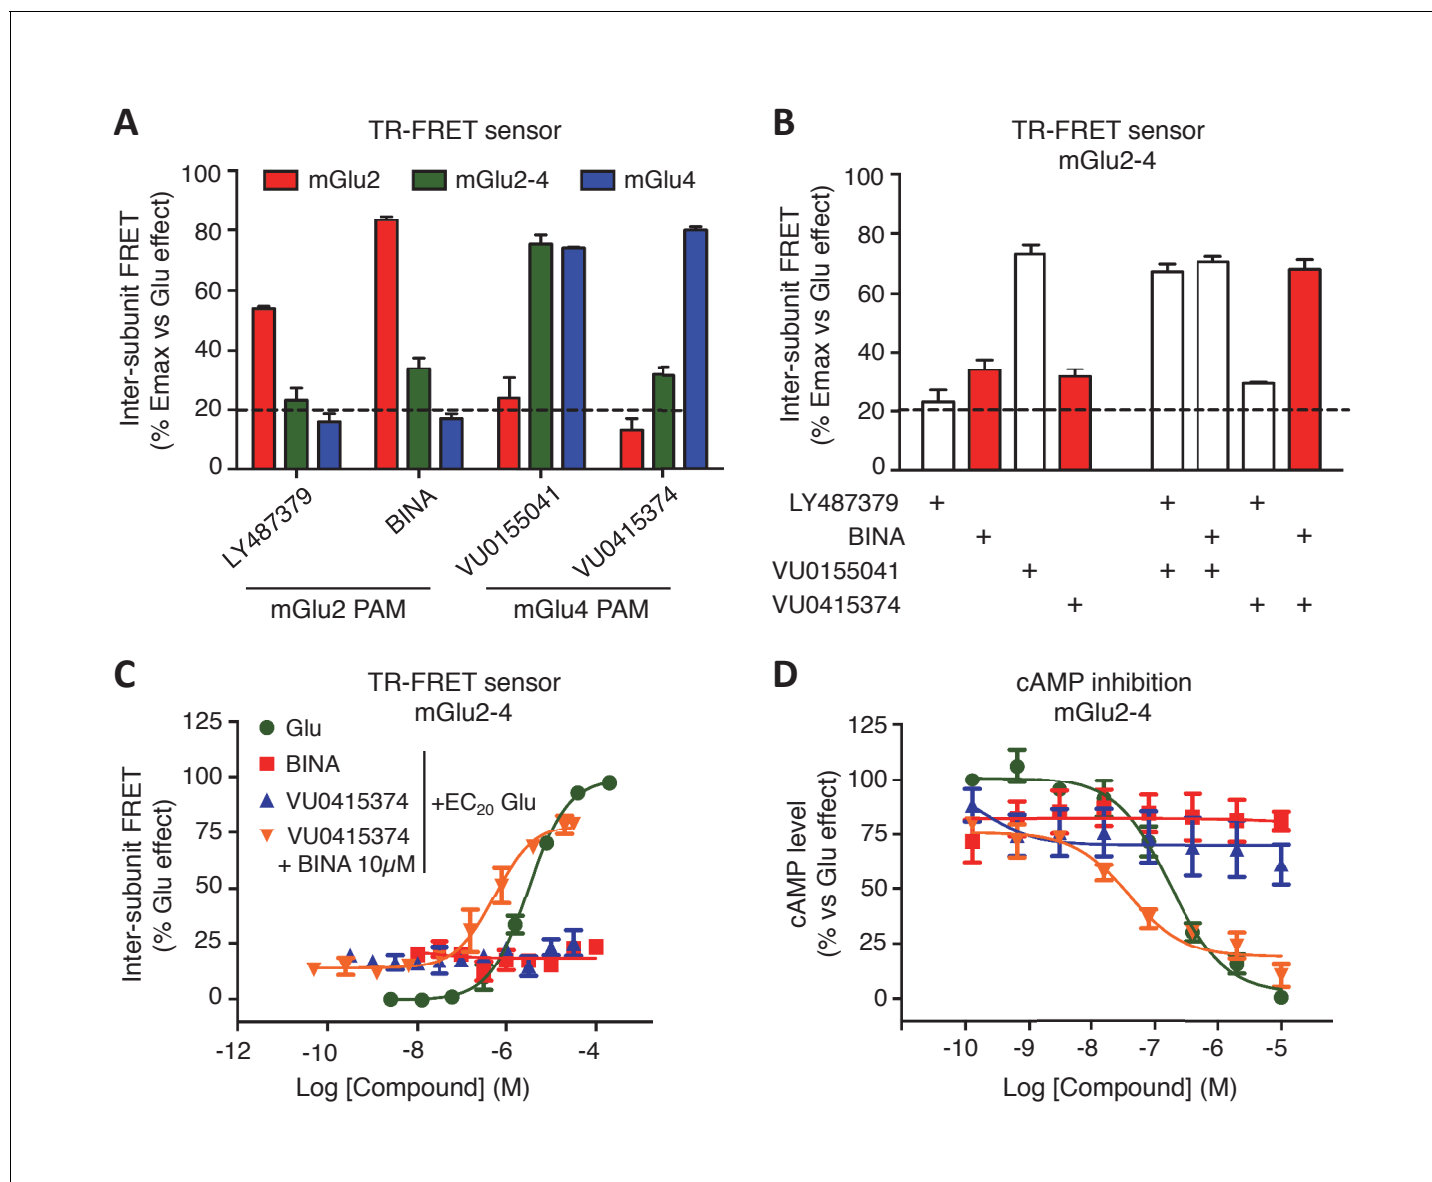 A
TR-FRET sensor
Inter-subunit FRET
(% Emax vs Glu effect)
100
80
60
40
20
0
mGlu2
mGlu2-4
mGlu4
LY487379
BINA
VU0155041
VU0415374
mGlu2 PAM
mGlu4 PAM
B
TR-FRET sensor
mGlu2-4
Inter-subunit FRET
(% Emax vs Glu effect)
100
80
60
40
20
0
LY487379 + + +
BINA + + +
VU0155041 + + +
VU0415374 + + +
C
TR-FRET sensor
mGlu2-4
Inter-subunit FRET
(% Glu effect)
125
100
75
50
25
0
Glu
BINA
VU0415374
VU0415374
+ BINA 10µM
+EC20 Glu
-12 -10 -8 -6 -4
Log [Compound] (M)
D
cAMP inhibition
mGlu2-4
cAMP level
(% vs Glu effect)
125
100
75
50
25
0
-10 -9 -8 -7 -6 -5
Log [Compound] (M)